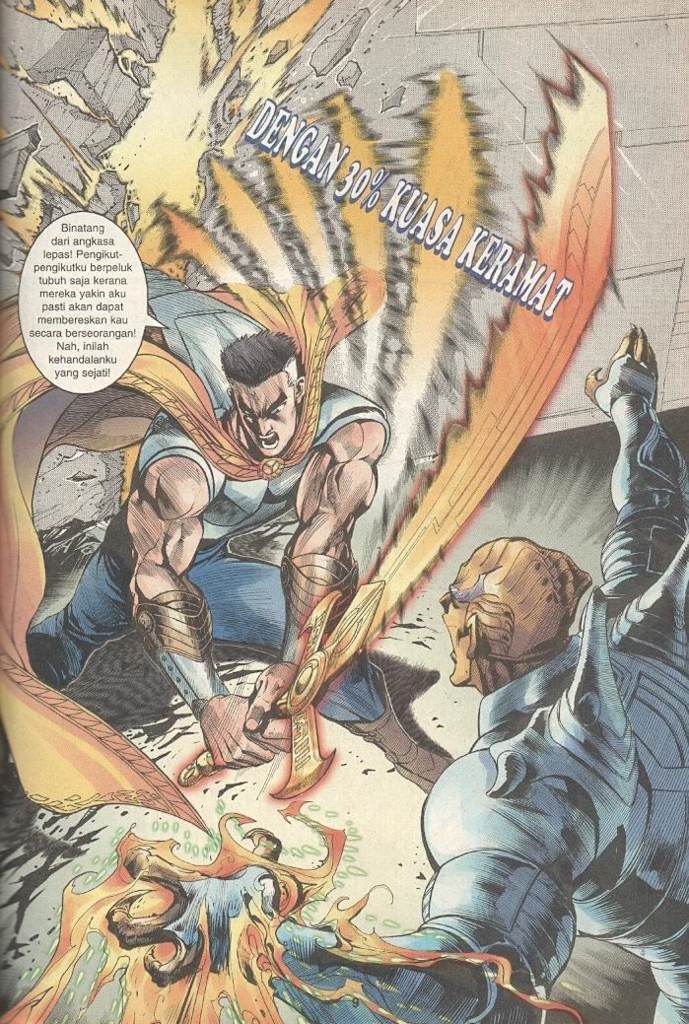 DENGAN 30% KUASA KERAMAT
Binatang
dari angkasa
lepas! Pengikut-
pengikutku berpeluk
tubuh saja kerana
mereka yakin aku
pasti akan dapat
membereskan kau
secara berseorangan!
Nah, inilah
kehandalanku
yang sejati!